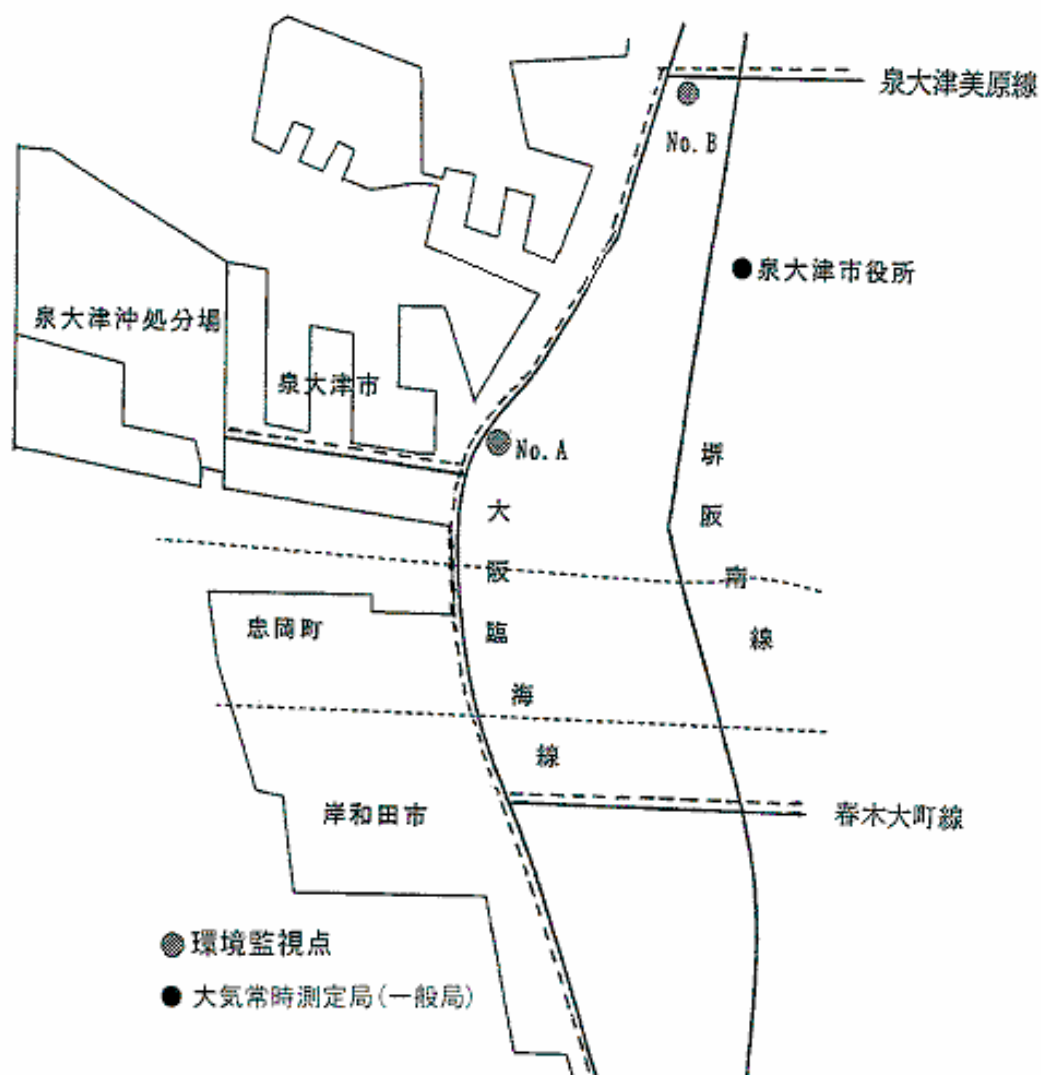 泉大津美原線
No. B
泉大津市役所
泉大津沖処分場
泉大津市
No. A
堺阪南線
大阪臨海線
忠岡町
岸和田市
春木大町線
環境監視点
大気常時測定局(一般局)